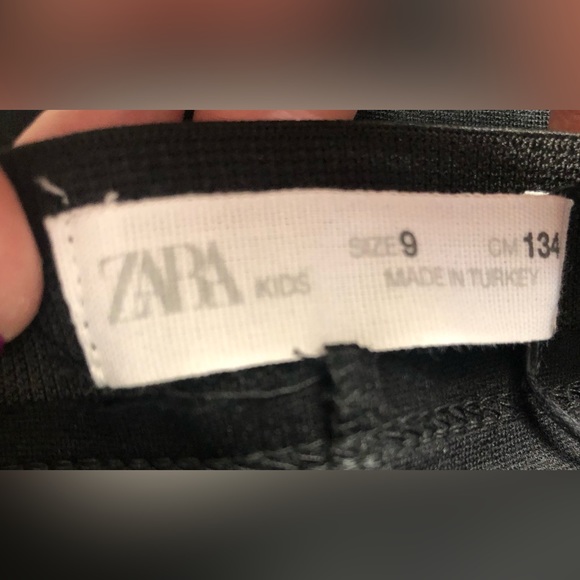 ZARA KIDS
SIZE 9 CM 134
MADE IN TURKEY